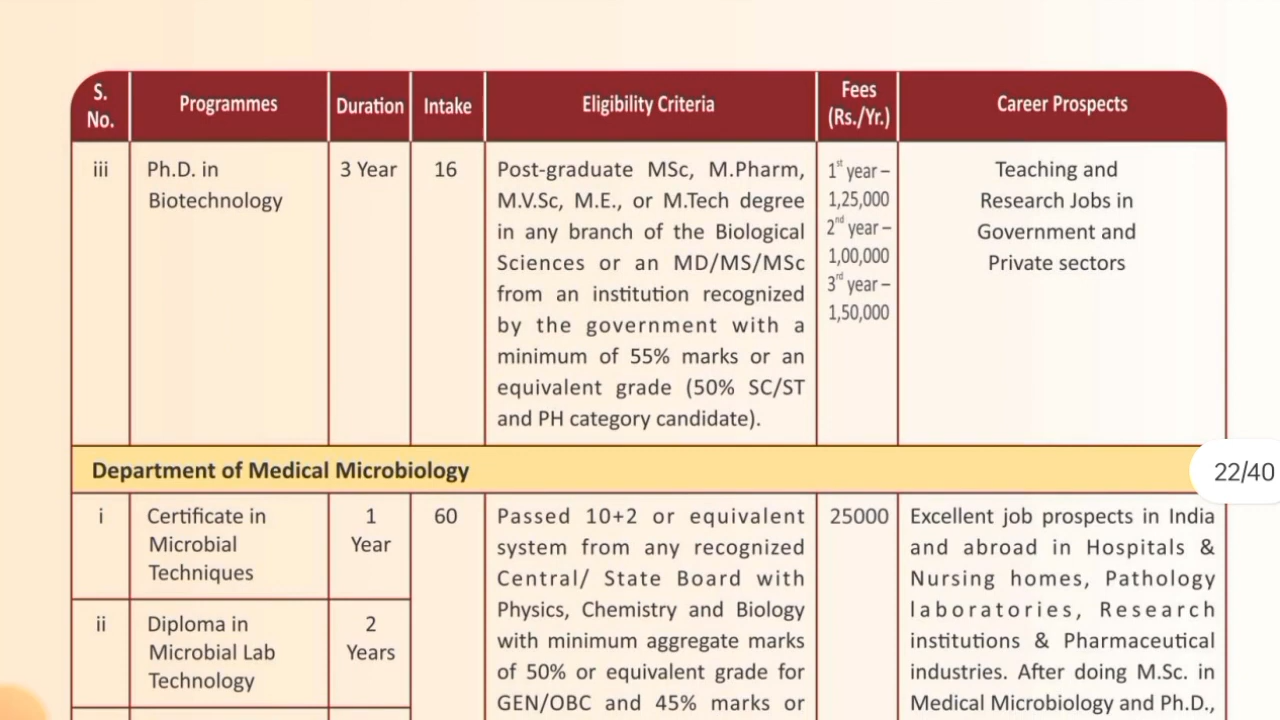 S. No. Programmes Duration Intake Eligibility Criteria Fees (Rs./Yr.) Career Prospects
iii
Ph.D. in
Biotechnology
3 Year
16
Post-graduate MSc, M.Pharm,
M.V.Sc, M.E., or M.Tech degree
in any branch of the Biological
Sciences or an MD/MS/MSc
from an institution recognized
by the government with a
minimum of 55% marks or an
equivalent grade (50% SC/ST
and PH category candidate).
1st year –
1,25,000
2nd year –
1,00,000
3rd year –
1,50,000
Teaching and
Research Jobs in
Government and
Private sectors
Department of Medical Microbiology
22/40
i
Certificate in
Microbial
Techniques
1
Year
60
Passed 10+2 or equivalent
system from any recognized
Central/ State Board with
Physics, Chemistry and Biology
with minimum aggregate marks
of 50% or equivalent grade for
GEN/OBC and 45% marks or
25000
Excellent job prospects in India
and abroad in Hospitals &
Nursing homes, Pathology
laboratories, Research
institutions & Pharmaceutical
industries. After doing M.Sc. in
Medical Microbiology and Ph.D.,
ii
Diploma in
Microbial Lab
Technology
2
Years